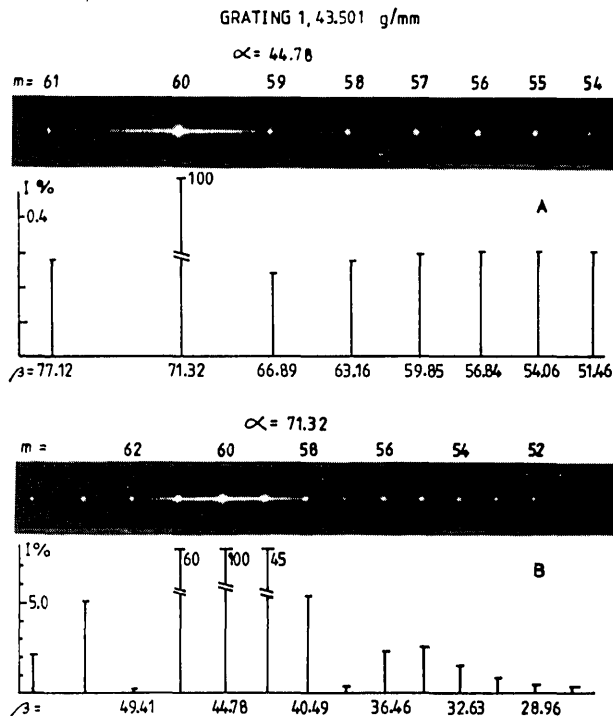 GRATING 1, 43.501 g/mm
α = 44.78
m = 61 60 59 58 57 56 55 54
I %
100
0.4
A
β = 77.12 71.32 66.89 63.16 59.85 56.84 54.06 51.46
α = 71.32
m = 62 60 58 56 54 52
I %
60 100 45
B
5.0
β = 49.41 44.78 40.49 36.46 32.63 28.96